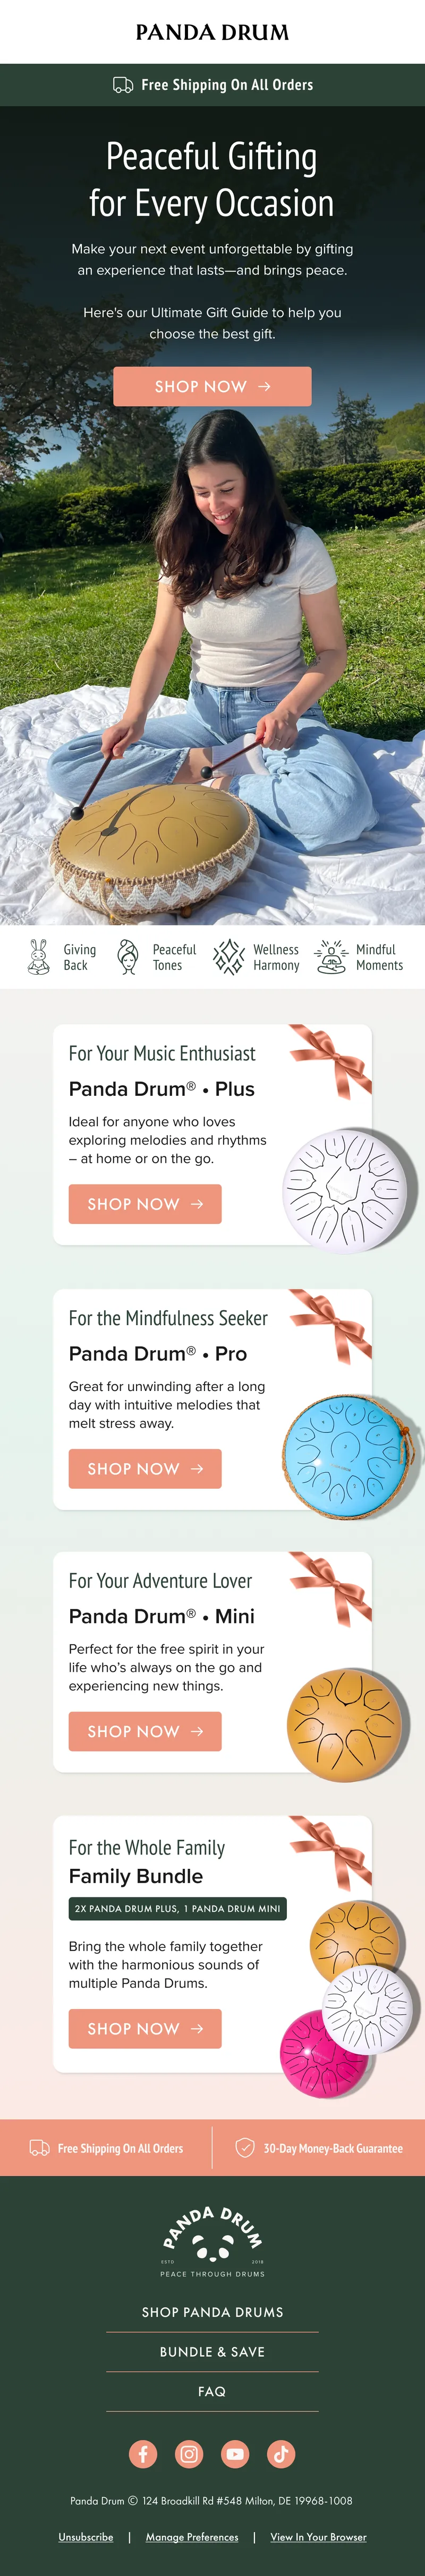 PANDA DRUM
Free Shipping On All Orders
Peaceful Gifting
for Every Occasion
Make your next event unforgettable by gifting
an experience that lasts—and brings peace.
Here's our Ultimate Gift Guide to help you
choose the best gift.
SHOP NOW →
Giving
Back
Peaceful
Tones
Wellness
Harmony
Mindful
Moments
For Your Music Enthusiast
Panda Drum® • Plus
Ideal for anyone who loves
exploring melodies and rhythms
– at home or on the go.
SHOP NOW →
For the Mindfulness Seeker
Panda Drum® • Pro
Great for unwinding after a long
day with intuitive melodies that
melt stress away.
SHOP NOW →
For Your Adventure Lover
Panda Drum® • Mini
Perfect for the free spirit in your
life who's always on the go and
experiencing new things.
SHOP NOW →
For the Whole Family
Family Bundle
2X PANDA DRUM PLUS, 1 PANDA DRUM MINI
Bring the whole family together
with the harmonious sounds of
multiple Panda Drums.
SHOP NOW →
Free Shipping On All Orders
30-Day Money-Back Guarantee
PANDA DRUM
ESTD 2018
PEACE THROUGH DRUMS
SHOP PANDA DRUMS
BUNDLE & SAVE
FAQ
Panda Drum © 124 Broadkill Rd #548 Milton, DE 19968-1008
Unsubscribe | Manage Preferences | View In Your Browser